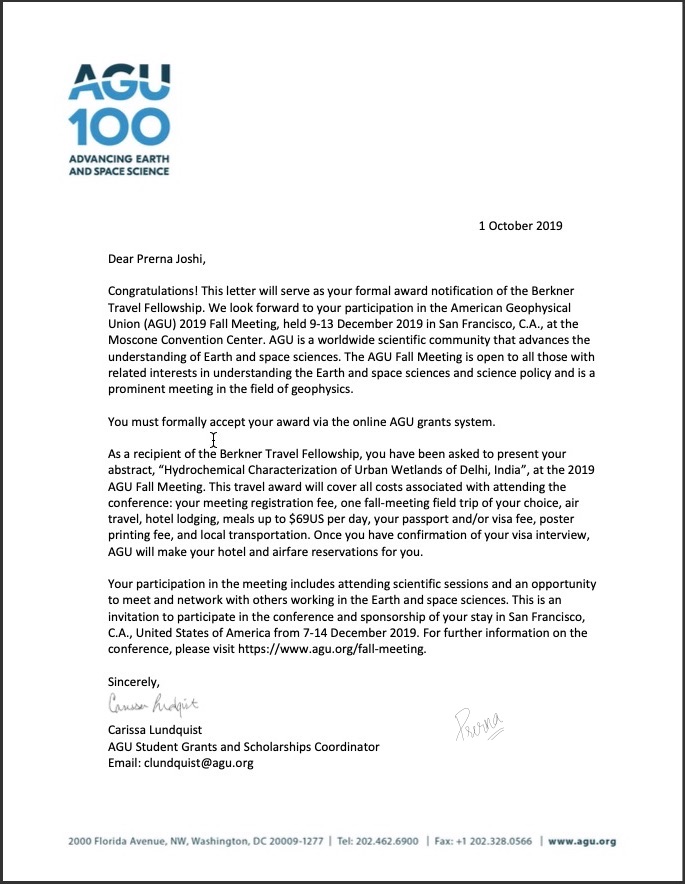 AGU
100
ADVANCING EARTH
AND SPACE SCIENCE
1 October 2019
Dear Prerna Joshi,
Congratulations! This letter will serve as your formal award notification of the Berkner
Travel Fellowship. We look forward to your participation in the American Geophysical
Union (AGU) 2019 Fall Meeting, held 9-13 December 2019 in San Francisco, C.A., at the
Moscone Convention Center. AGU is a worldwide scientific community that advances the
understanding of Earth and space sciences. The AGU Fall Meeting is open to all those with
related interests in understanding the Earth and space sciences and science policy and is a
prominent meeting in the field of geophysics.
You must formally accept your award via the online AGU grants system.
As a recipient of the Berkner Travel Fellowship, you have been asked to present your
abstract, “Hydrochemical Characterization of Urban Wetlands of Delhi, India”, at the 2019
AGU Fall Meeting. This travel award will cover all costs associated with attending the
conference: your meeting registration fee, one fall-meeting field trip of your choice, air
travel, hotel lodging, meals up to $69US per day, your passport and/or visa fee, poster
printing fee, and local transportation. Once you have confirmation of your visa interview,
AGU will make your hotel and airfare reservations for you.
Your participation in the meeting includes attending scientific sessions and an opportunity
to meet and network with others working in the Earth and space sciences. This is an
invitation to participate in the conference and sponsorship of your stay in San Francisco,
C.A., United States of America from 7-14 December 2019. For further information on the
conference, please visit https://www.agu.org/fall-meeting.
Sincerely,
Carissa Lundquist
Carissa Lundquist
Prerna
AGU Student Grants and Scholarships Coordinator
Email: clundquist@agu.org
2000 Florida Avenue, NW, Washington, DC 20009-1277 | Tel: 202.462.6900 | Fax: +1 202.328.0566 | www.agu.org